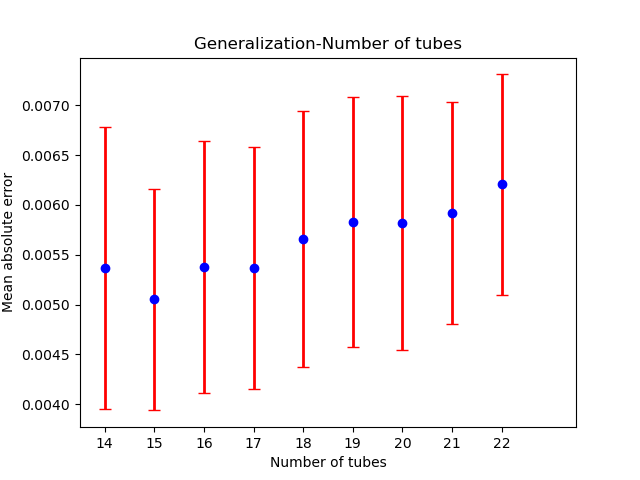 Generalization-Number of tubes
Mean absolute error
0.0070
0.0065
0.0060
0.0055
0.0050
0.0045
0.0040
14 15 16 17 18 19 20 21 22
Number of tubes